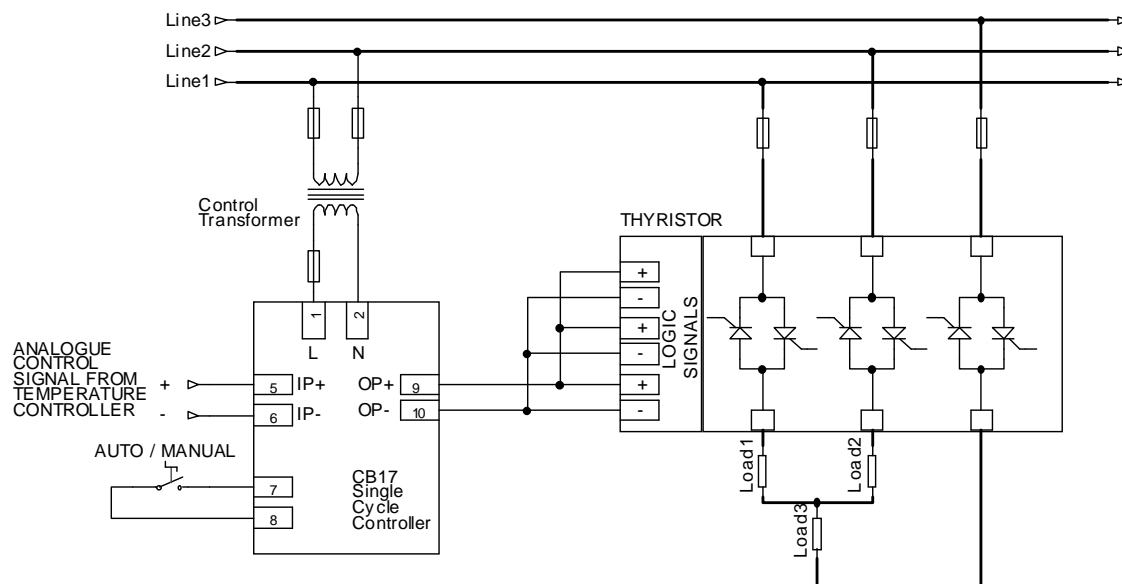 Line3
Line2
Line1
Control
Transformer
THYRISTOR
+
-
+
-
+
-
LOGIC
SIGNALS
1
2
L
N
ANALOGUE
CONTROL
SIGNAL FROM
TEMPERATURE
CONTROLLER
+
-
5
IP+
6
IP-
OP+
9
OP-
10
AUTO / MANUAL
7
8
CB17
Single
Cycle
Controller
Load1
Load2
Load3